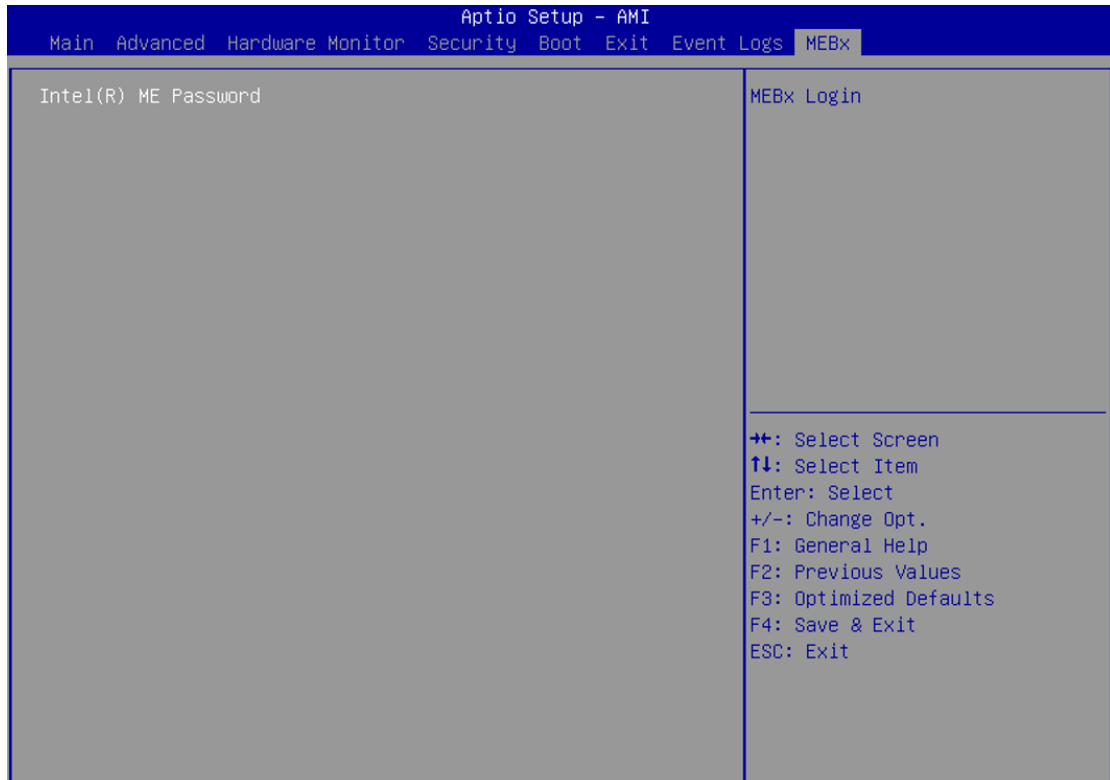 Aptio Setup – AMI
Main Advanced Hardware Monitor Security Boot Exit Event Logs MEBx
Intel(R) ME Password
MEBx Login
→←: Select Screen
↑↓: Select Item
Enter: Select
+/-: Change Opt.
F1: General Help
F2: Previous Values
F3: Optimized Defaults
F4: Save & Exit
ESC: Exit